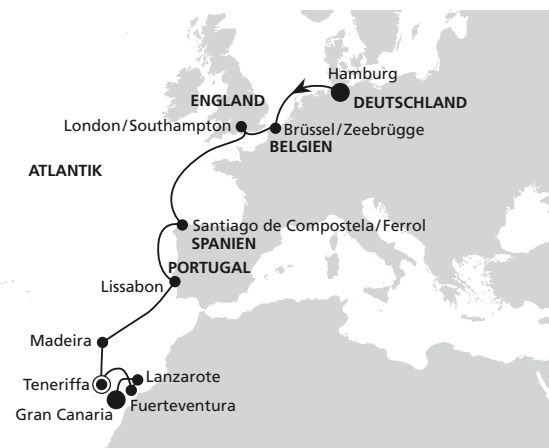 Hamburg
ENGLAND
DEUTSCHLAND
London/Southampton
Brüssel/Zeebrügge
BELGIEN
ATLANTIK
Santiago de Compostela/Ferrol
SPANIEN
PORTUGAL
Lissabon
Madeira
Teneriffa
Lanzarote
Fuerteventura
Gran Canaria